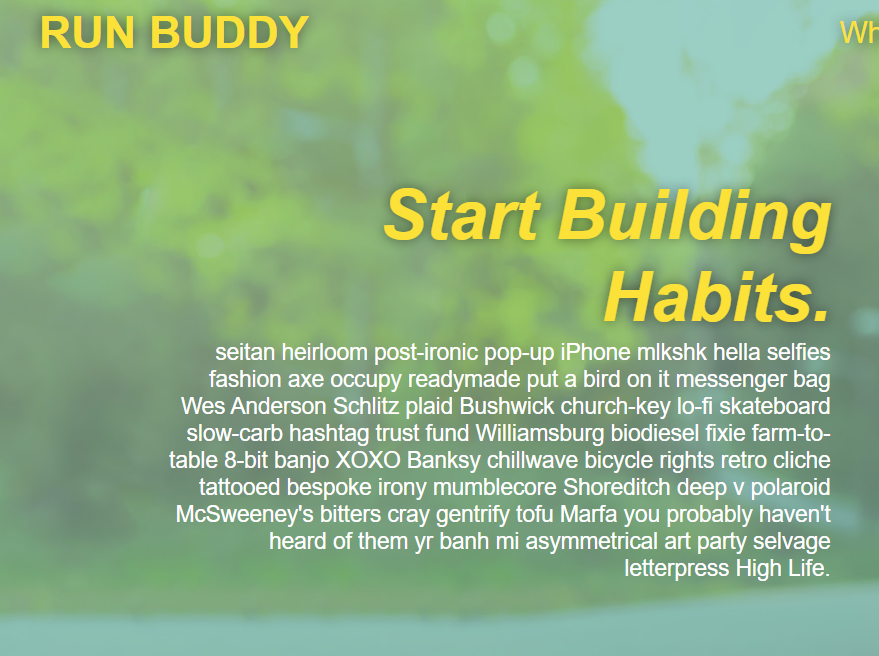 RUN BUDDY
Start Building
Habits.
seitan heirloom post-ironic pop-up iPhone mlkshk hella selfies
fashion axe occupy readymade put a bird on it messenger bag
Wes Anderson Schlitz plaid Bushwick church-key lo-fi skateboard
slow-carb hashtag trust fund Williamsburg biodiesel fixie farm-to-
table 8-bit banjo XOXO Banksy chillwave bicycle rights retro cliche
tattooed bespoke irony mumblecore Shoreditch deep v polaroid
McSweeney's bitters cray gentrify tofu Marfa you probably haven't
heard of them yr banh mi asymmetrical art party selvage
letterpress High Life.